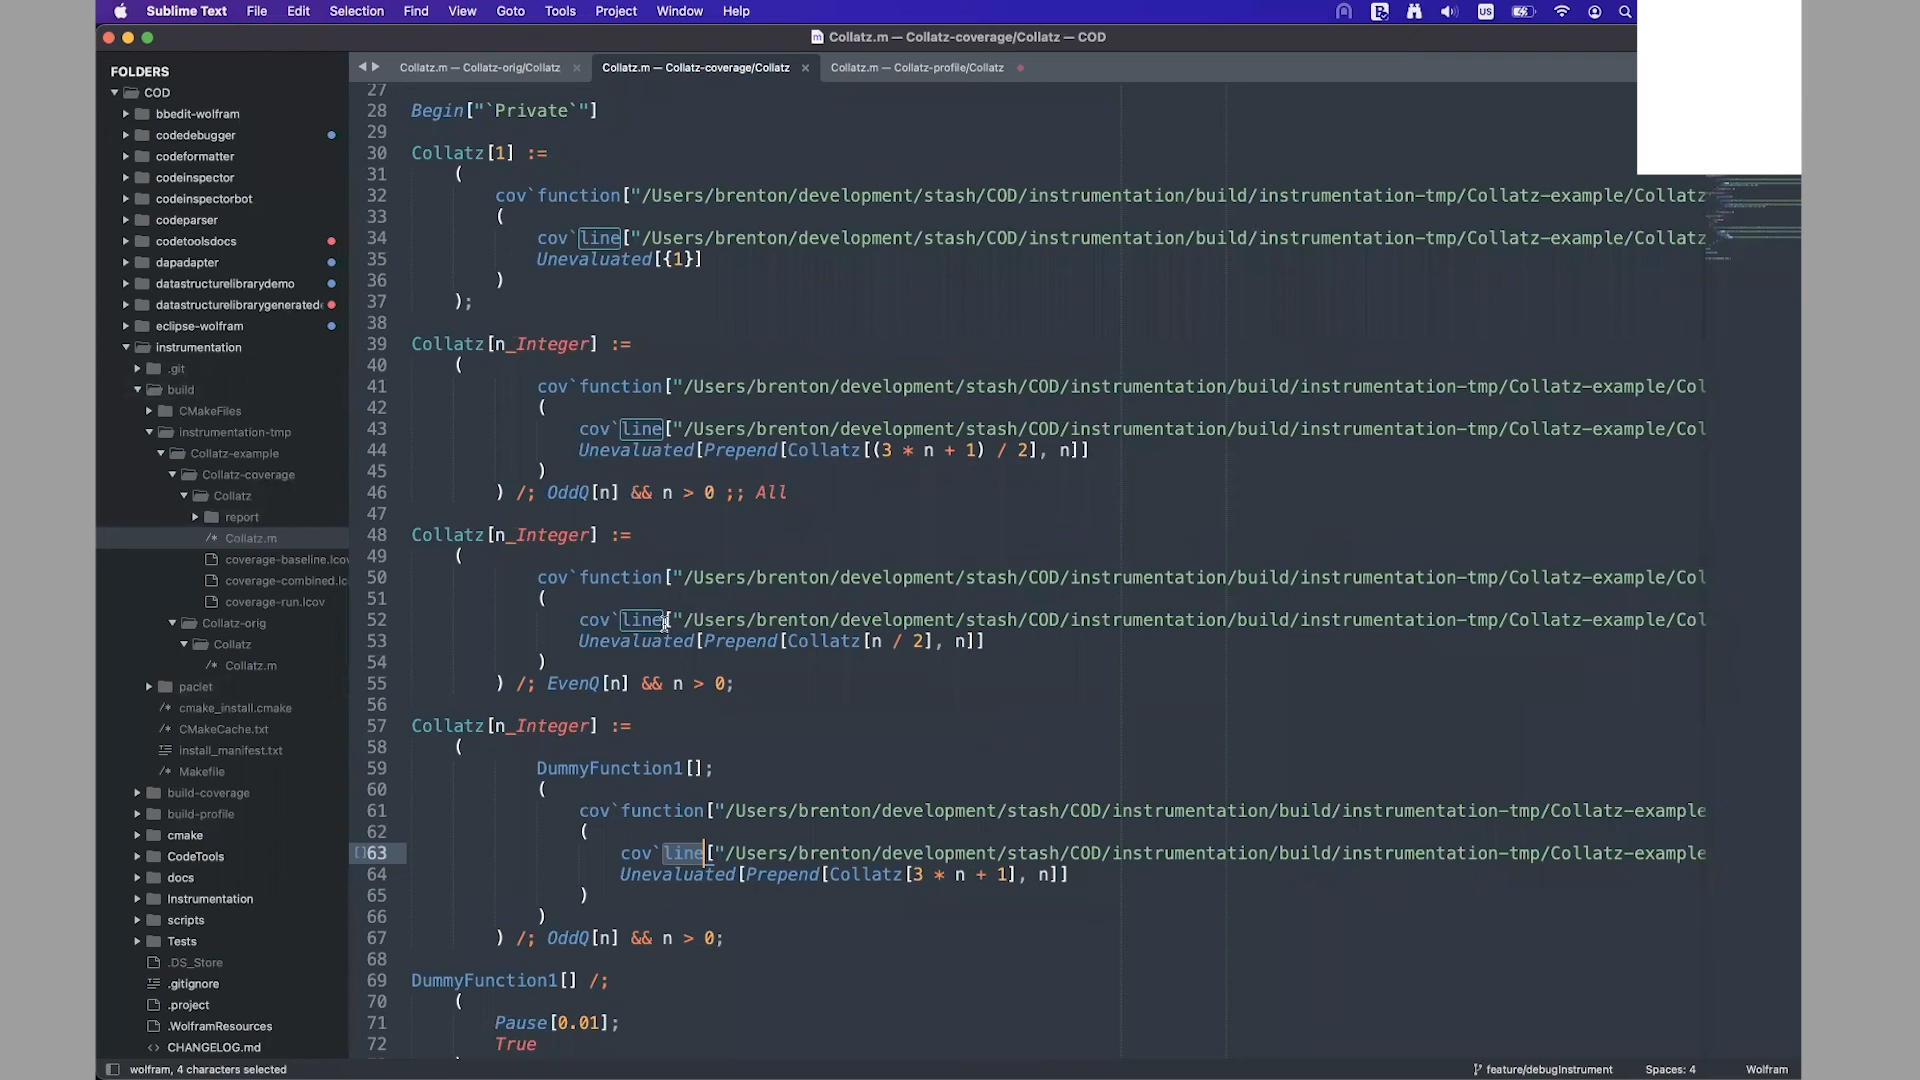 Sublime Text File Edit Selection Find View Goto Tools Project Window Help US
Collatz.m — Collatz-coverage/Collatz — COD
Collatz.m — Collatz-orig/Collatz × Collatz.m — Collatz-coverage/Collatz × Collatz.m — Collatz-profile/Collatz
FOLDERS
COD
bbedit-wolfram
codedebugger
codeformatter
codeinspector
codeinspectorbot
codeparser
codetoolsdocs
dapadapter
datastructurelibrarydemo
datastructurelibrarygenerated
eclipse-wolfram
instrumentation
.git
build
CMakeFiles
instrumentation-tmp
Collatz-example
Collatz-coverage
Collatz
report
/* Collatz.m
coverage-baseline.lcov
coverage-combined.lc
coverage-run.lcov
Collatz-orig
Collatz
/* Collatz.m
paclet
/* cmake_install.cmake
/* CMakeCache.txt
install_manifest.txt
/* Makefile
build-coverage
build-profile
cmake
CodeTools
docs
Instrumentation
scripts
Tests
.DS_Store
.gitignore
.project
.WolframResources
<> CHANGELOG.md
27
28 Begin["`Private`"]
29
30 Collatz[1] :=
31 (
32 cov`function["/Users/brenton/development/stash/COD/instrumentation/build/instrumentation-tmp/Collatz-example/Collatz
33 (
34 cov`line["/Users/brenton/development/stash/COD/instrumentation/build/instrumentation-tmp/Collatz-example/Collatz
35 Unevaluated[{1}]
36 )
37 );
38
39 Collatz[n_Integer] :=
40 (
41 cov`function["/Users/brenton/development/stash/COD/instrumentation/build/instrumentation-tmp/Collatz-example/Col
42 (
43 cov`line["/Users/brenton/development/stash/COD/instrumentation/build/instrumentation-tmp/Collatz-example/Col
44 Unevaluated[Prepend[Collatz[(3 * n + 1) / 2], n]]
45 )
46 ) /; OddQ[n] && n > 0 ;; All
47
48 Collatz[n_Integer] :=
49 (
50 cov`function["/Users/brenton/development/stash/COD/instrumentation/build/instrumentation-tmp/Collatz-example/Col
51 (
52 cov`line["/Users/brenton/development/stash/COD/instrumentation/build/instrumentation-tmp/Collatz-example/Col
53 Unevaluated[Prepend[Collatz[n / 2], n]]
54 )
55 ) /; EvenQ[n] && n > 0;
56
57 Collatz[n_Integer] :=
58 (
59 DummyFunction1[];
60 (
61 cov`function["/Users/brenton/development/stash/COD/instrumentation/build/instrumentation-tmp/Collatz-example
62 (
63 cov`line["/Users/brenton/development/stash/COD/instrumentation/build/instrumentation-tmp/Collatz-example
64 Unevaluated[Prepend[Collatz[3 * n + 1], n]]
65 )
66 )
67 ) /; OddQ[n] && n > 0;
68
69 DummyFunction1[] /;
70 (
71 Pause[0.01];
72 True
wolfram, 4 characters selected feature/debugInstrument Spaces: 4 Wolfram